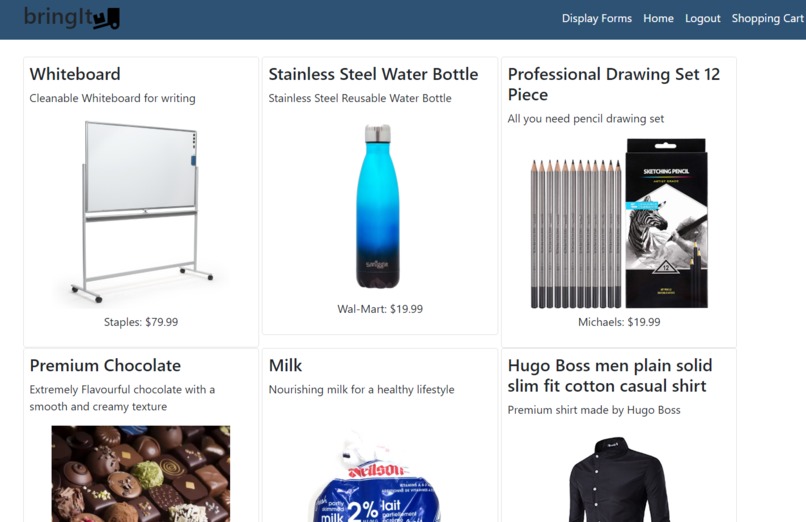 bringIt
Display Forms Home Logout Shopping Cart
Whiteboard
Cleanable Whiteboard for writing
Staples: $79.99
Stainless Steel Water Bottle
Stainless Steel Reusable Water Bottle
Wal-Mart: $19.99
Professional Drawing Set 12
Piece
All you need pencil drawing set
SKETCHING PENCIL
12
Michaels: $19.99
Premium Chocolate
Extremely Flavourful chocolate with a
smooth and creamy texture
Milk
Nourishing milk for a healthy lifestyle
Neilson
partly
skimmed
milk
2%
lait
partiellement
Hugo Boss men plain solid
slim fit cotton casual shirt
Premium shirt made by Hugo Boss